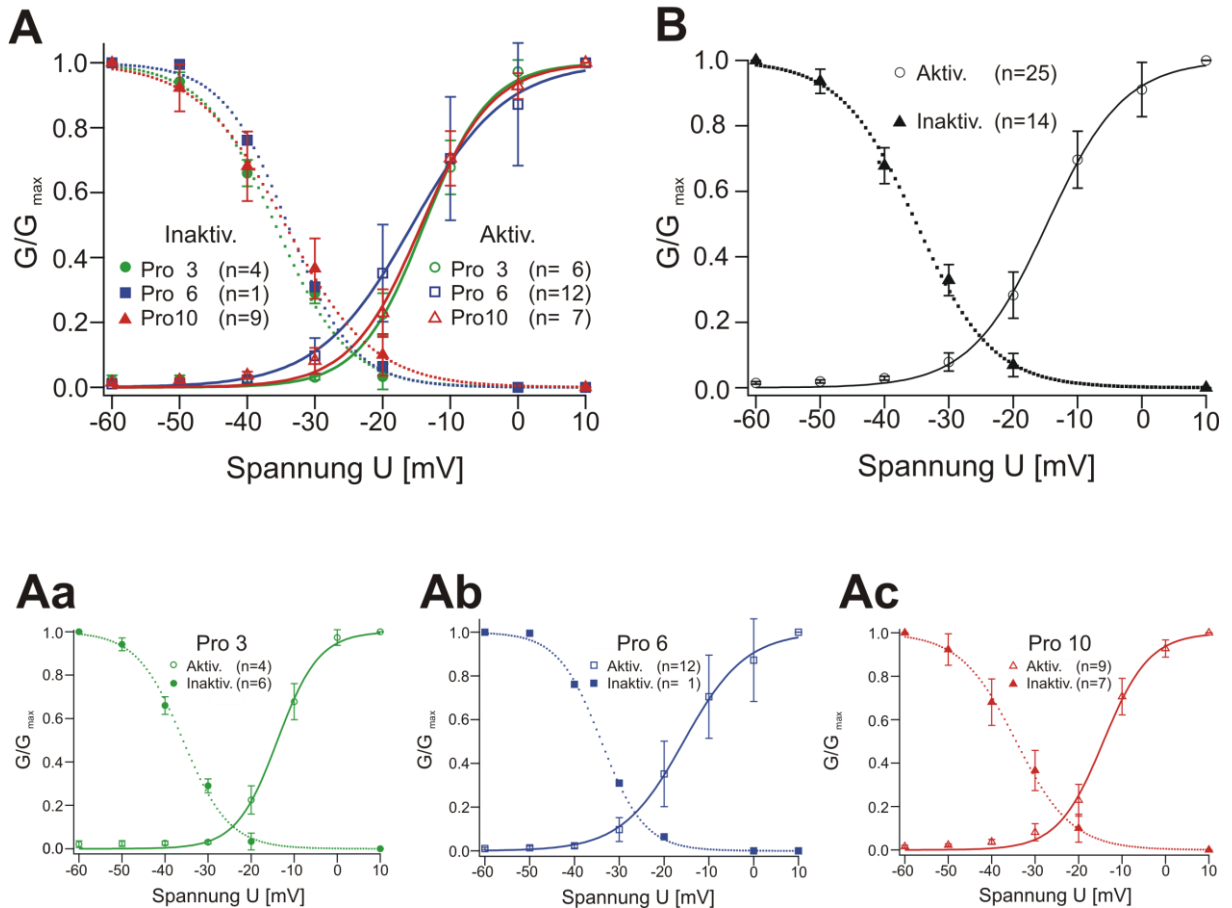 A
1.0
0.8
0.6
0.4
0.2
0.0
G/G max
Inaktiv.
Pro 3 (n=4)
Pro 6 (n=1)
Pro10 (n=9)
Aktiv.
Pro 3 (n= 6)
Pro 6 (n=12)
Pro10 (n= 7)
-60 -50 -40 -30 -20 -10 0 10
Spannung U [mV]
B
1.0
0.8
0.6
0.4
0.2
0.0
G/G max
Aktiv. (n=25)
Inaktiv. (n=14)
-60 -50 -40 -30 -20 -10 0 10
Spannung U [mV]
Aa
1.0
0.8
0.6
0.4
0.2
0.0
G/G max
Pro 3
Aktiv. (n=4)
Inaktiv. (n=6)
-60 -50 -40 -30 -20 -10 0 10
Spannung U [mV]
Ab
1.0
0.8
0.6
0.4
0.2
0.0
G/G max
Pro 6
Aktiv. (n=12)
Inaktiv. (n= 1)
-60 -50 -40 -30 -20 -10 0 10
Spannung U [mV]
Ac
1.0
0.8
0.6
0.4
0.2
0.0
G/G max
Pro 10
Aktiv. (n=9)
Inaktiv. (n=7)
-60 -50 -40 -30 -20 -10 0 10
Spannung U [mV]